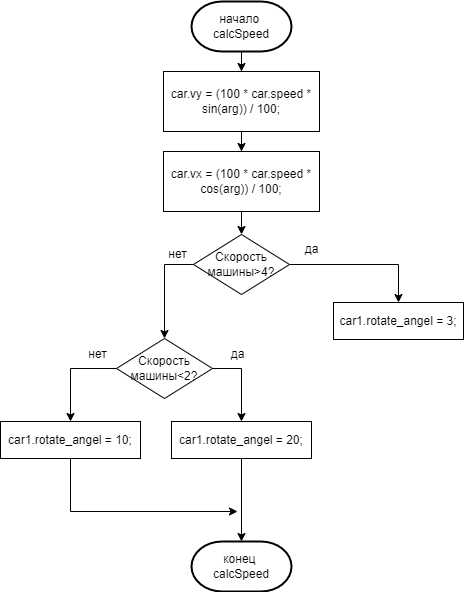 начало
calcSpeed
car.vy = (100 * car.speed *
sin(arg)) / 100;
car.vx = (100 * car.speed *
cos(arg)) / 100;
нет
Скорость
машины>4?
да
car1.rotate_angel = 3;
нет
Скорость
машины<2?
да
car1.rotate_angel = 10;
car1.rotate_angel = 20;
конец
calcSpeed